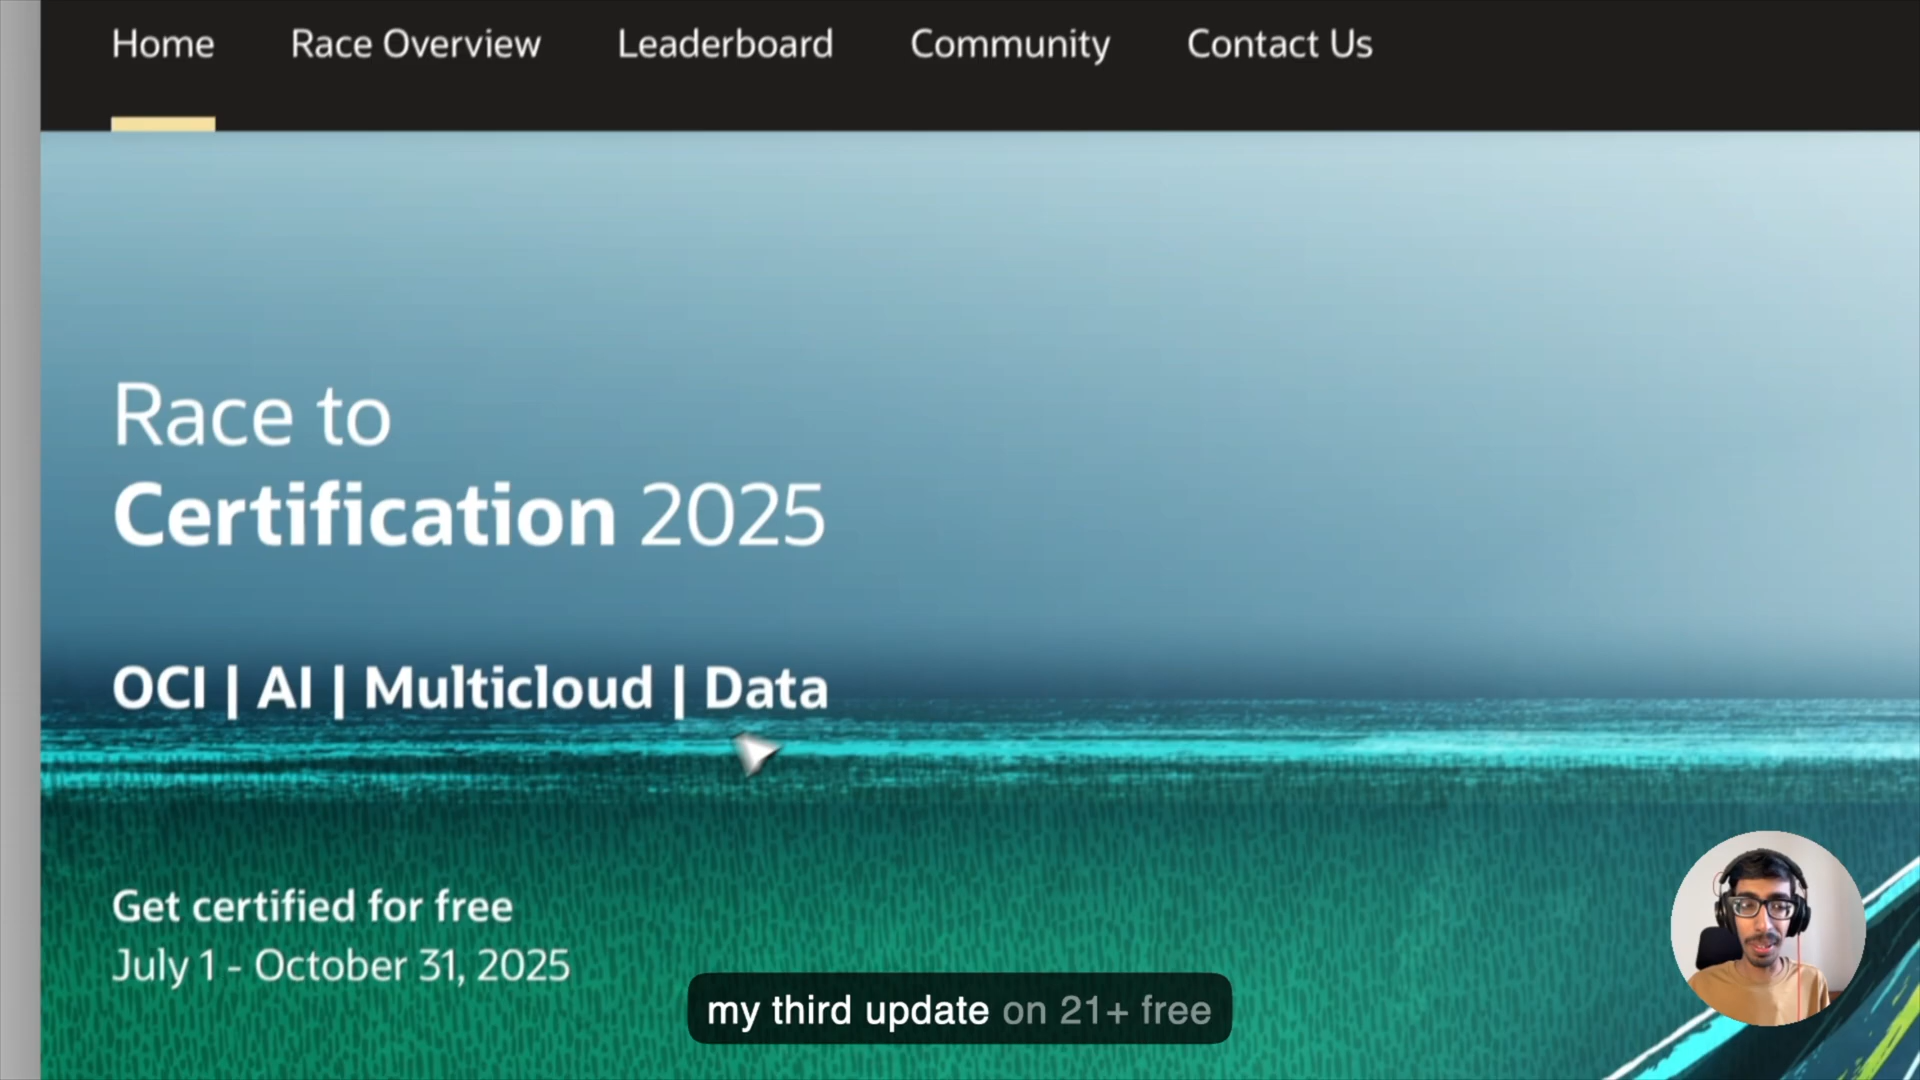 Home Race Overview Leaderboard Community Contact Us
Race to
Certification 2025
OCI | AI | Multicloud | Data
Get certified for free
July 1 - October 31, 2025
my third update on 21+ free